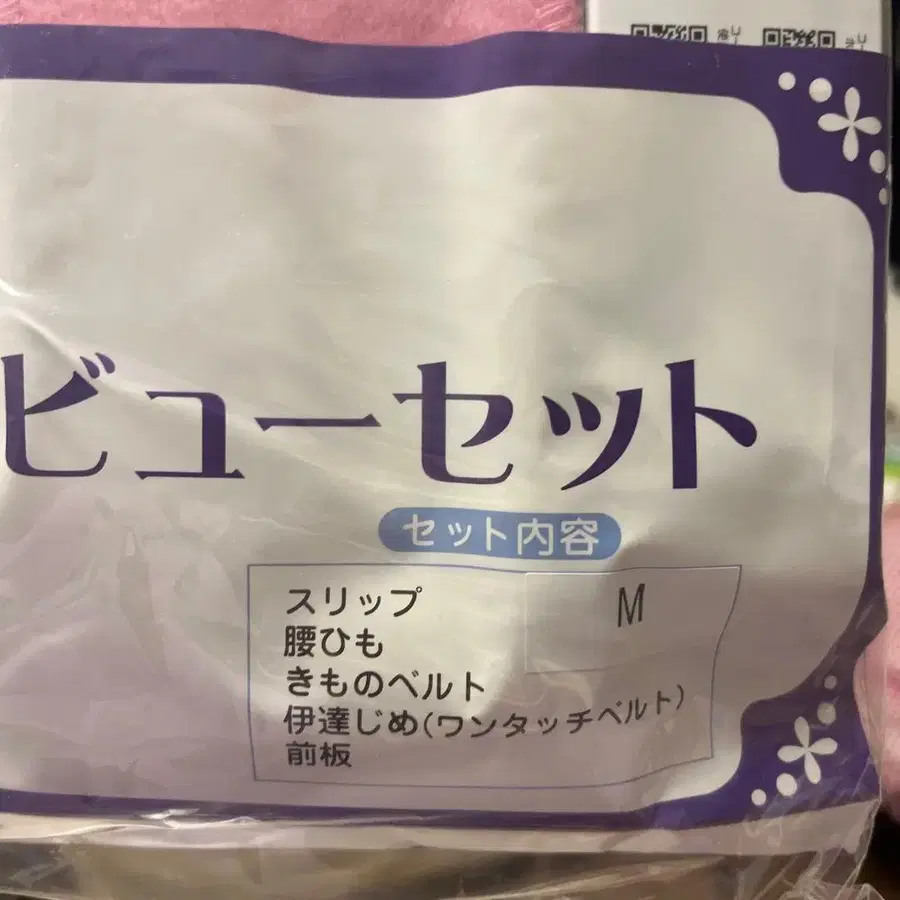 ビューセット
セット内容
スリップ M
腰ひも
きものベルト
伊達じめ(ワンタッチベルト)
前板